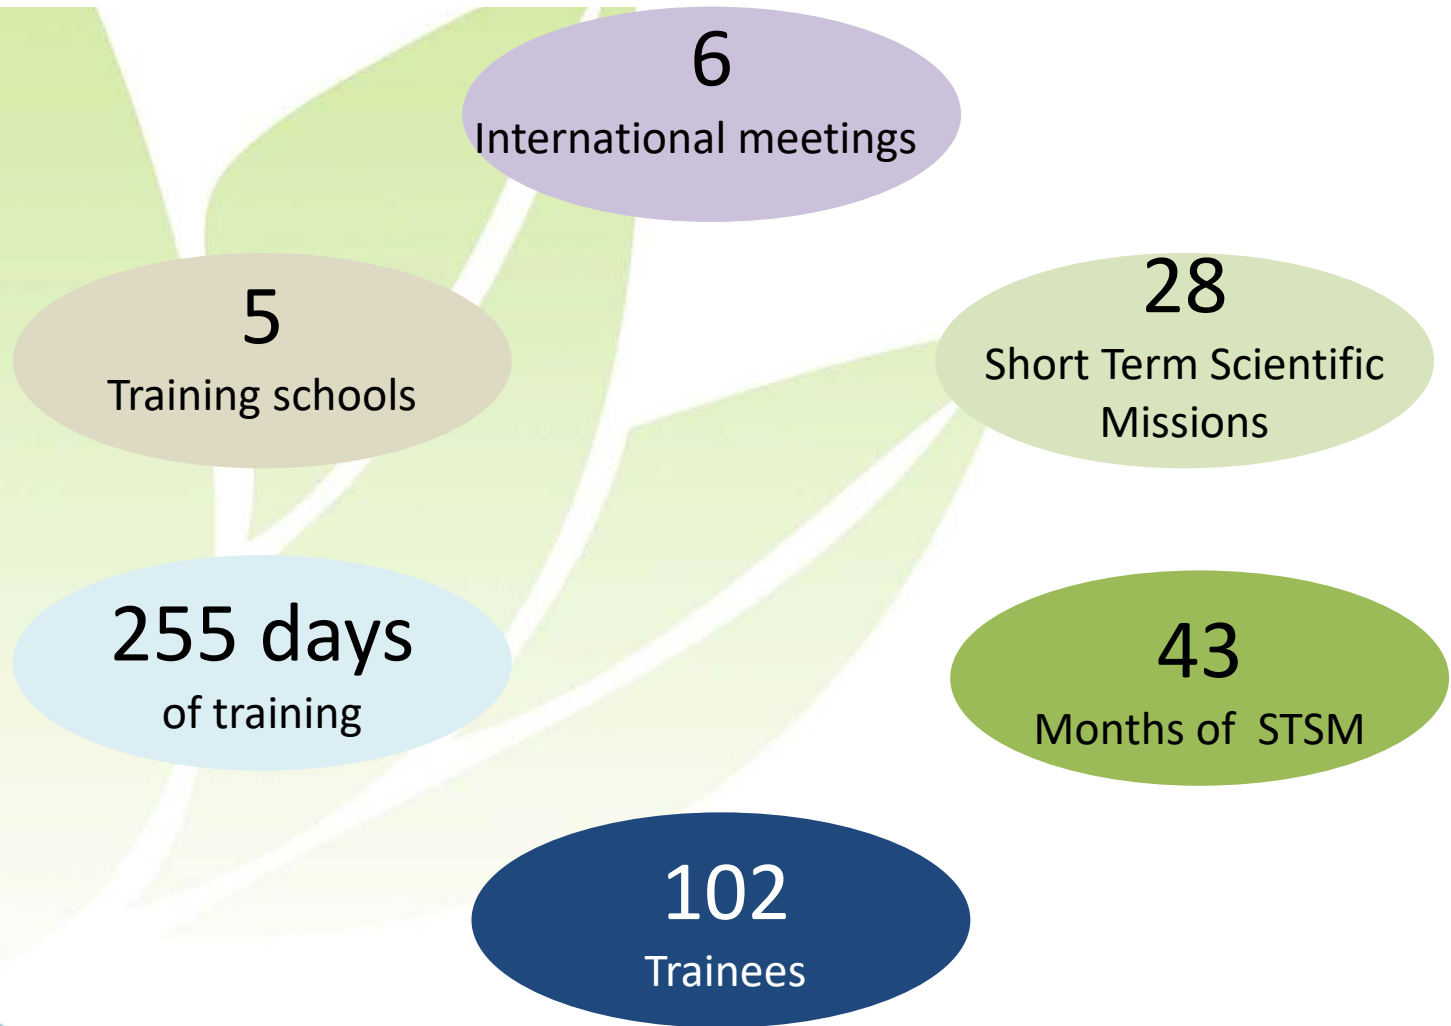 6
International meetings
5
Training schools
28
Short Term Scientific
Missions
255 days
of training
43
Months of  STSM
102
Trainees